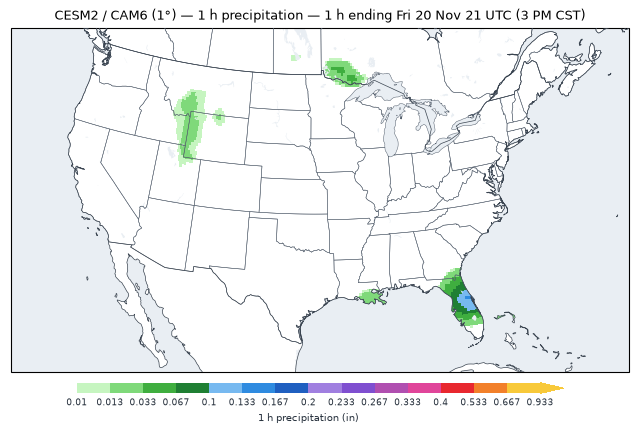 CESM2 / CAM6 (1°) — 1 h precipitation — 1 h ending Fri 20 Nov 21 UTC (3 PM CST)
0.01 0.013 0.033 0.067 0.1 0.133 0.167 0.2 0.233 0.267 0.333 0.4 0.533 0.667 0.933
1 h precipitation (in)